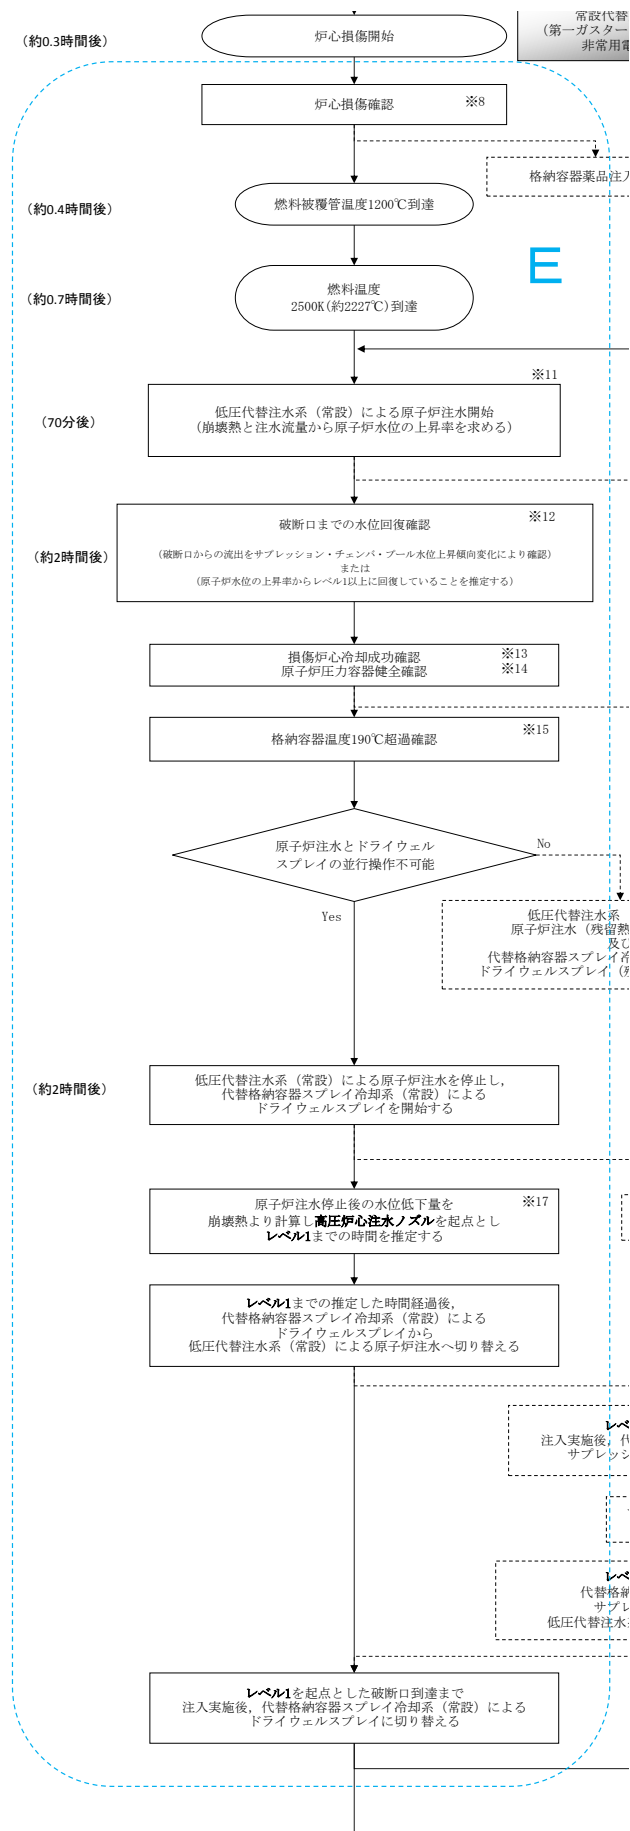 常設代替
(第一ガスター
非常用電
(約0.3時間後)
炉心損傷開始
炉心損傷確認
※8
格納容器薬品注入
(約0.4時間後)
燃料被覆管温度1200℃到達
E
(約0.7時間後)
燃料温度
2500K(約2227℃)到達
※11
(70分後)
低圧代替注水系（常設）による原子炉注水開始
(崩壊熱と注水流量から原子炉水位の上昇率を求める)
※12
破断口までの水位回復確認
(約2時間後)
(破断口からの流出をサプレッション・チェンバ・プール水位上昇傾向変化により確認)
または
(原子炉水位の上昇率からレベル1以上に回復していることを推定する)
損傷炉心冷却成功確認
※13
原子炉圧力容器健全確認
※14
格納容器温度190℃超過確認
※15
原子炉注水とドライウェル
スプレイの並行操作不可能
No
Yes
低圧代替注水系
原子炉注水（残留熱
及び
代替格納容器スプレイ冷
ドライウェルスプレイ（残
(約2時間後)
低圧代替注水系（常設）による原子炉注水を停止し,
代替格納容器スプレイ冷却系（常設）による
ドライウェルスプレイを開始する
原子炉注水停止後の水位低下量を
※17
崩壊熱より計算し高圧炉心注水ノズルを起点とし
レベル1までの時間を推定する
レベル1までの推定した時間経過後,
代替格納容器スプレイ冷却系（常設）による
ドライウェルスプレイから
低圧代替注水系（常設）による原子炉注水へ切り替える
レベ
注入実施後, 代
サプレッシ
レベ
代替格納
サプレ
低圧代替注水
レベル1を起点とした破断口到達まで
注入実施後, 代替格納容器スプレイ冷却系（常設）による
ドライウェルスプレイに切り替える